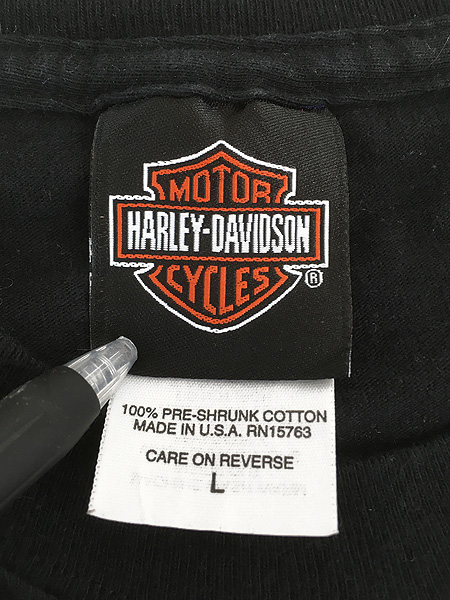 MOTOR
HARLEY-DAVIDSON
CYCLES
®
100% PRE-SHRUNK COTTON
MADE IN U.S.A. RN15763
CARE ON REVERSE
L